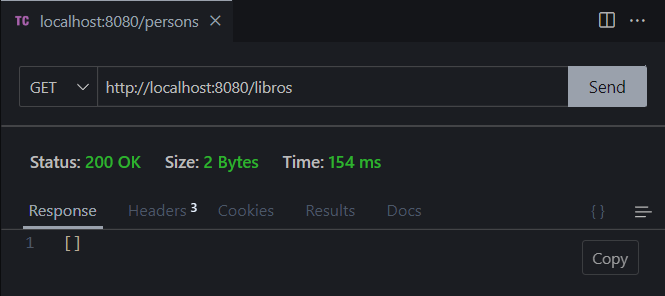 TC localhost:8080/persons
GET http://localhost:8080/libros Send
Status: 200 OK Size: 2 Bytes Time: 154 ms
Response Headers 3 Cookies Results Docs { }
1 []
Copy